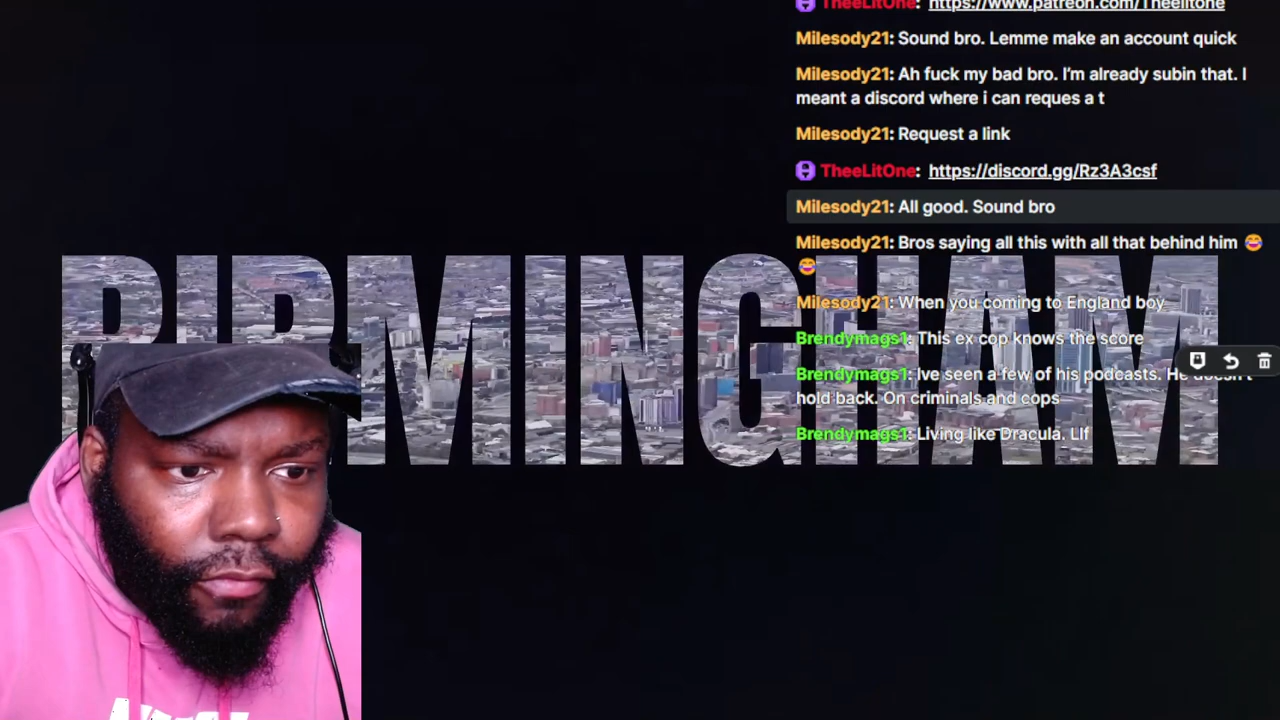 TheeLitOne: https://www.patreon.com/Theelitone
Milesody21: Sound bro. Lemme make an account quick
Milesody21: Ah fuck my bad bro. I'm already subin that. I
meant a discord where i can reques a t
Milesody21: Request a link
TheeLitOne: https://discord.gg/Rz3A3csf
Milesody21: All good. Sound bro
Milesody21: Bros saying all this with all that behind him 😂
😂
Milesody21: When you coming to England boy
Brendymags1: This ex cop knows the score
Brendymags1: Ive seen a few of his podcasts. He doesn't
hold back. On criminals and cops
Brendymags1: Living like Dracula. Llf
BIRMINGHAM